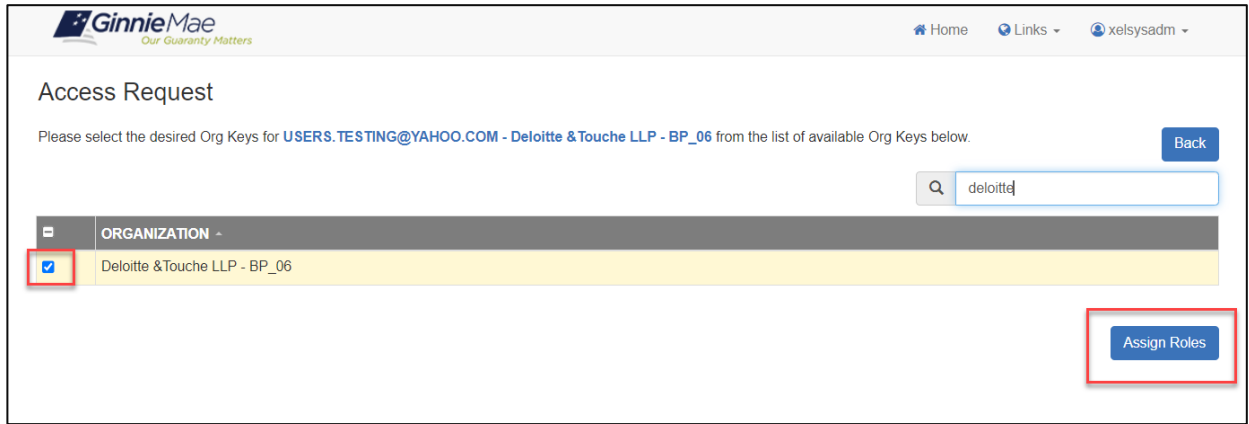 GinnieMae
Our Guaranty Matters
Home Links xelsysadm
Access Request
Please select the desired Org Keys for USERS.TESTING@YAHOO.COM - Deloitte &Touche LLP - BP_06 from the list of available Org Keys below.
Back
deloitte
ORGANIZATION
Deloitte &Touche LLP - BP_06
Assign Roles